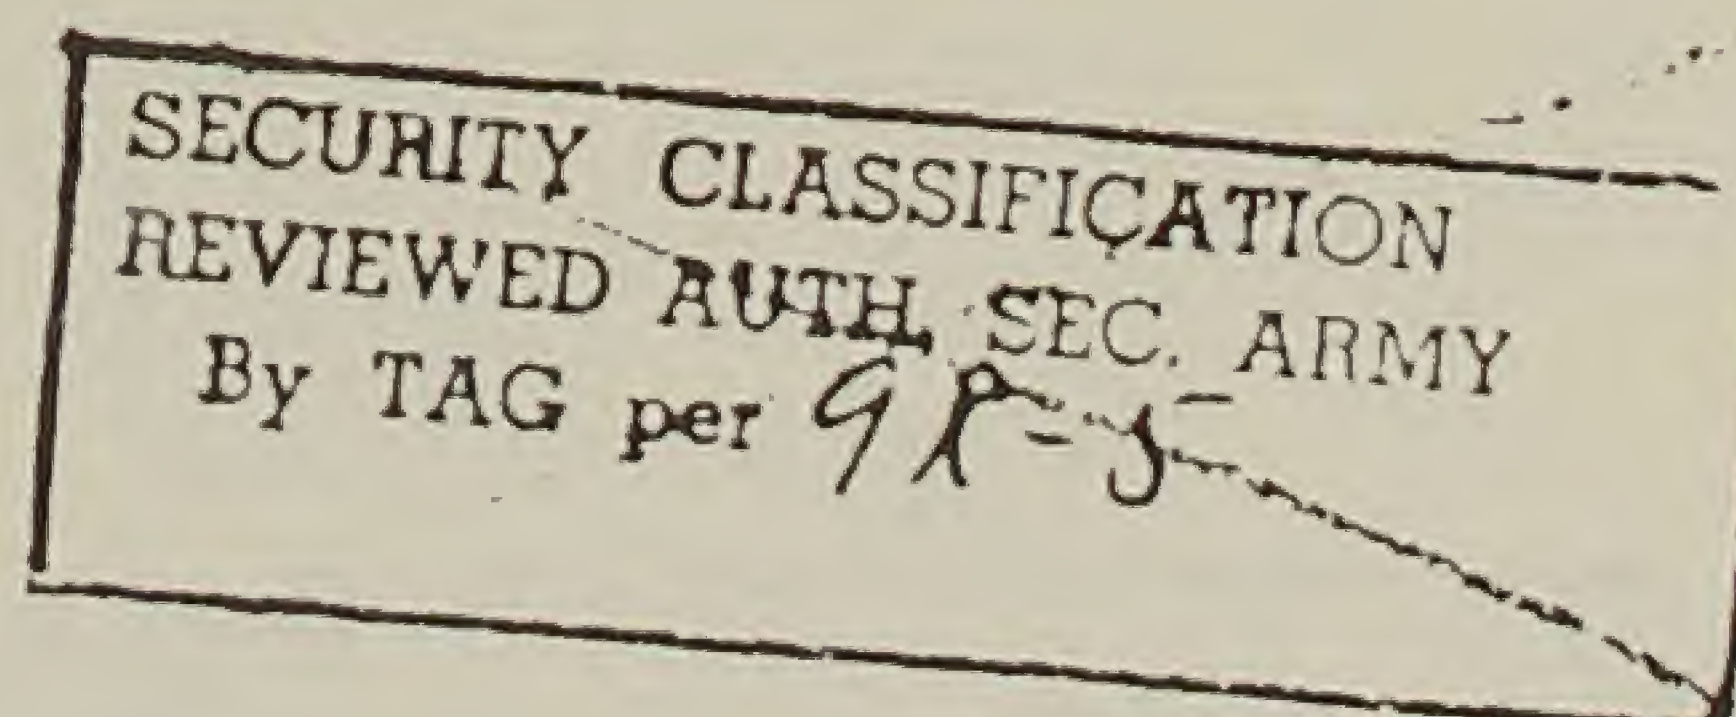 SECURITY CLASSIFICATION
REVIEWED AUTH. SEC. ARMY
By TAG per